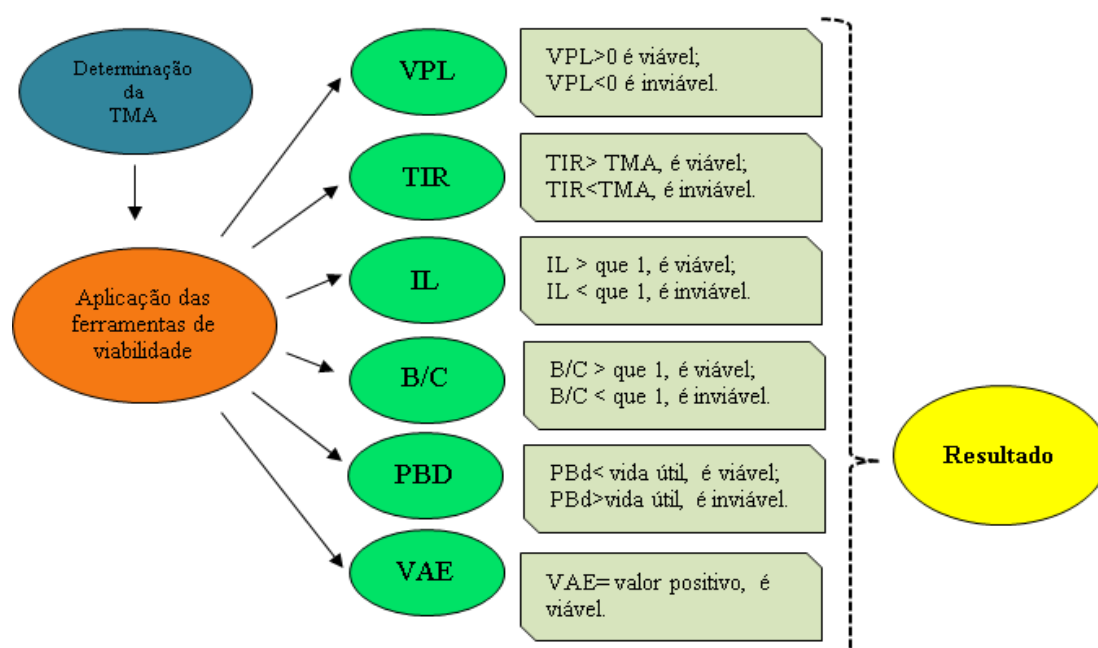 Determinação
da
TMA
Aplicação das
ferramentas de
viabilidade
VPL
VPL>0 é viável;
VPL<0 é inviável.
TIR
TIR> TMA, é viável;
TIR<TMA, é inviável.
IL
IL > que 1, é viável;
IL < que 1, é inviável.
B/C
B/C > que 1, é viável;
B/C < que 1, é inviável.
PBD
PBd< vida útil, é viável;
PBd>vida útil, é inviável.
VAE
VAE= valor positivo, é
viável.
Resultado